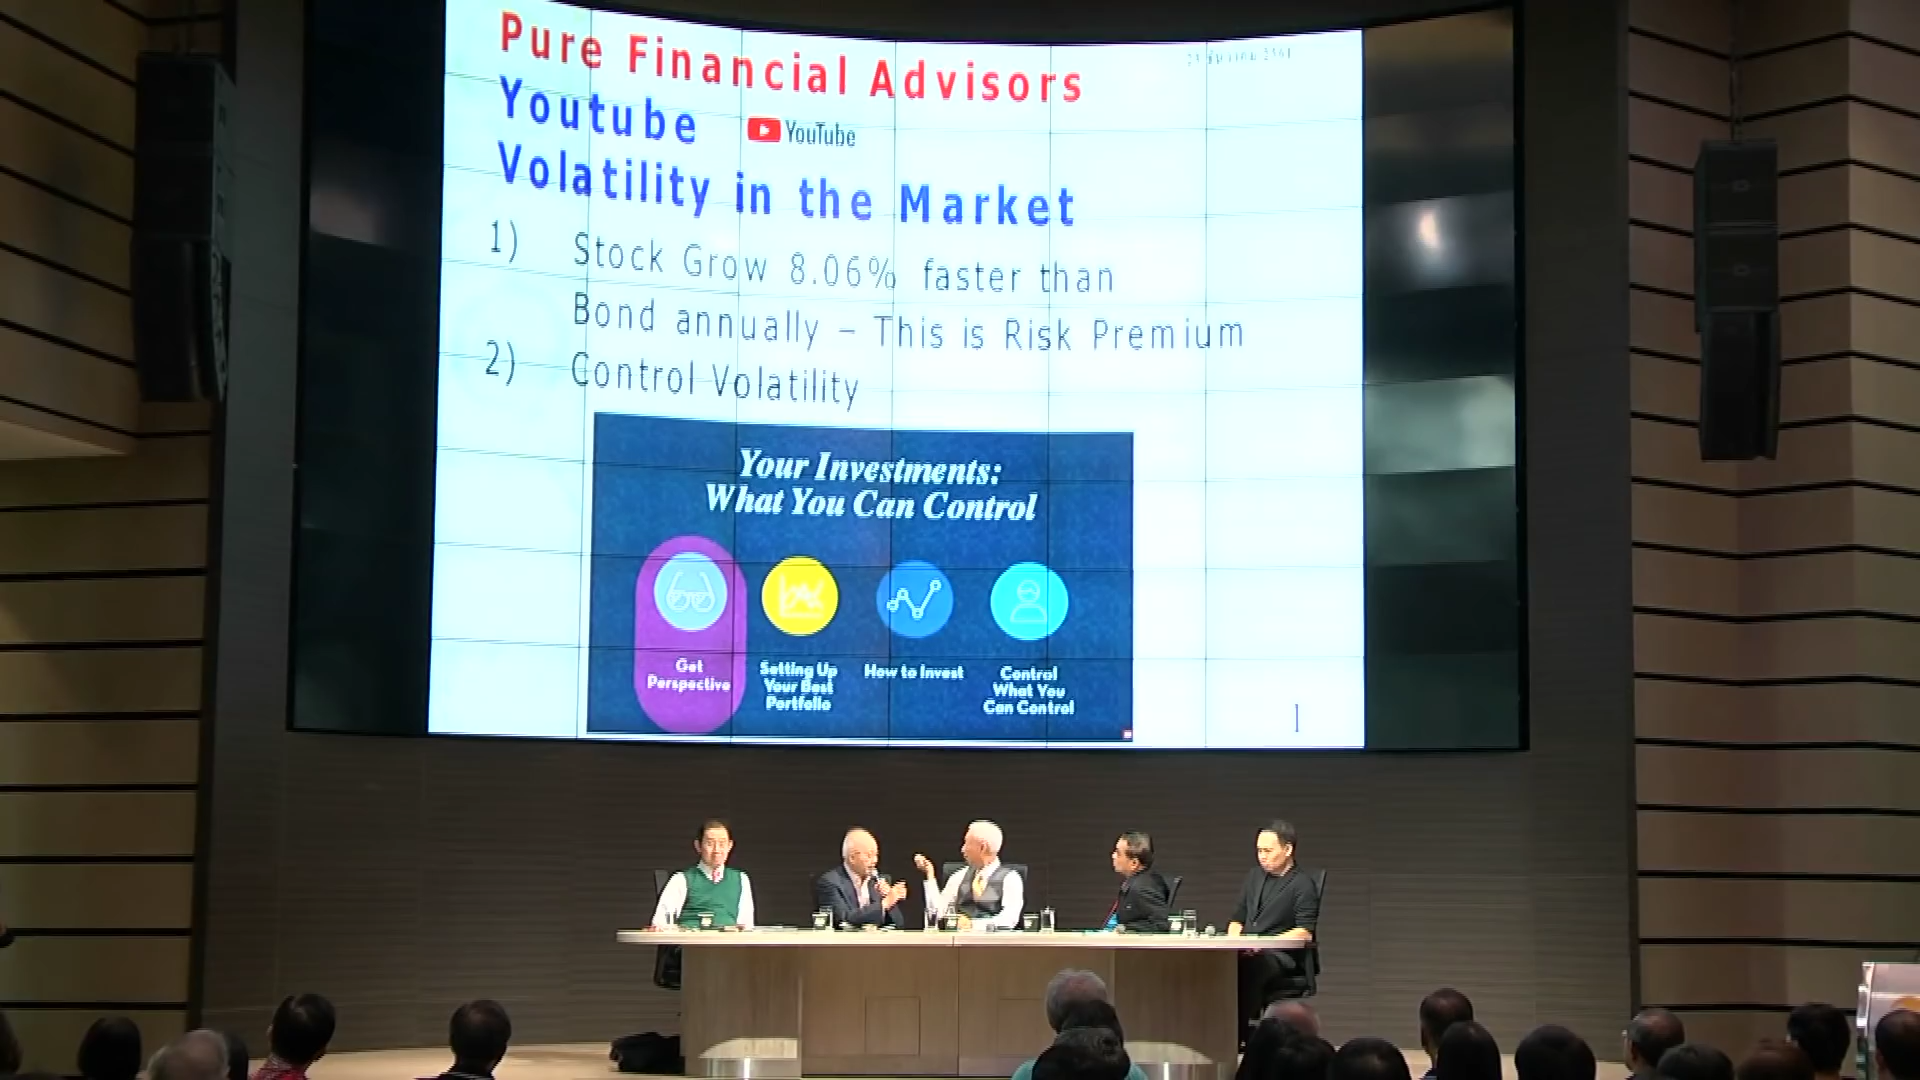 Pure Financial Advisors
Youtube YouTube
Volatility in the Market
1) Stock Grow 8.06% faster than
Bond annually – This is Risk Premium
2) Control Volatility
Your Investments:
What You Can Control
Get
Perspective
Setting Up
Your Best
Portfolio
How to Invest
Control
What You
Can Control
1